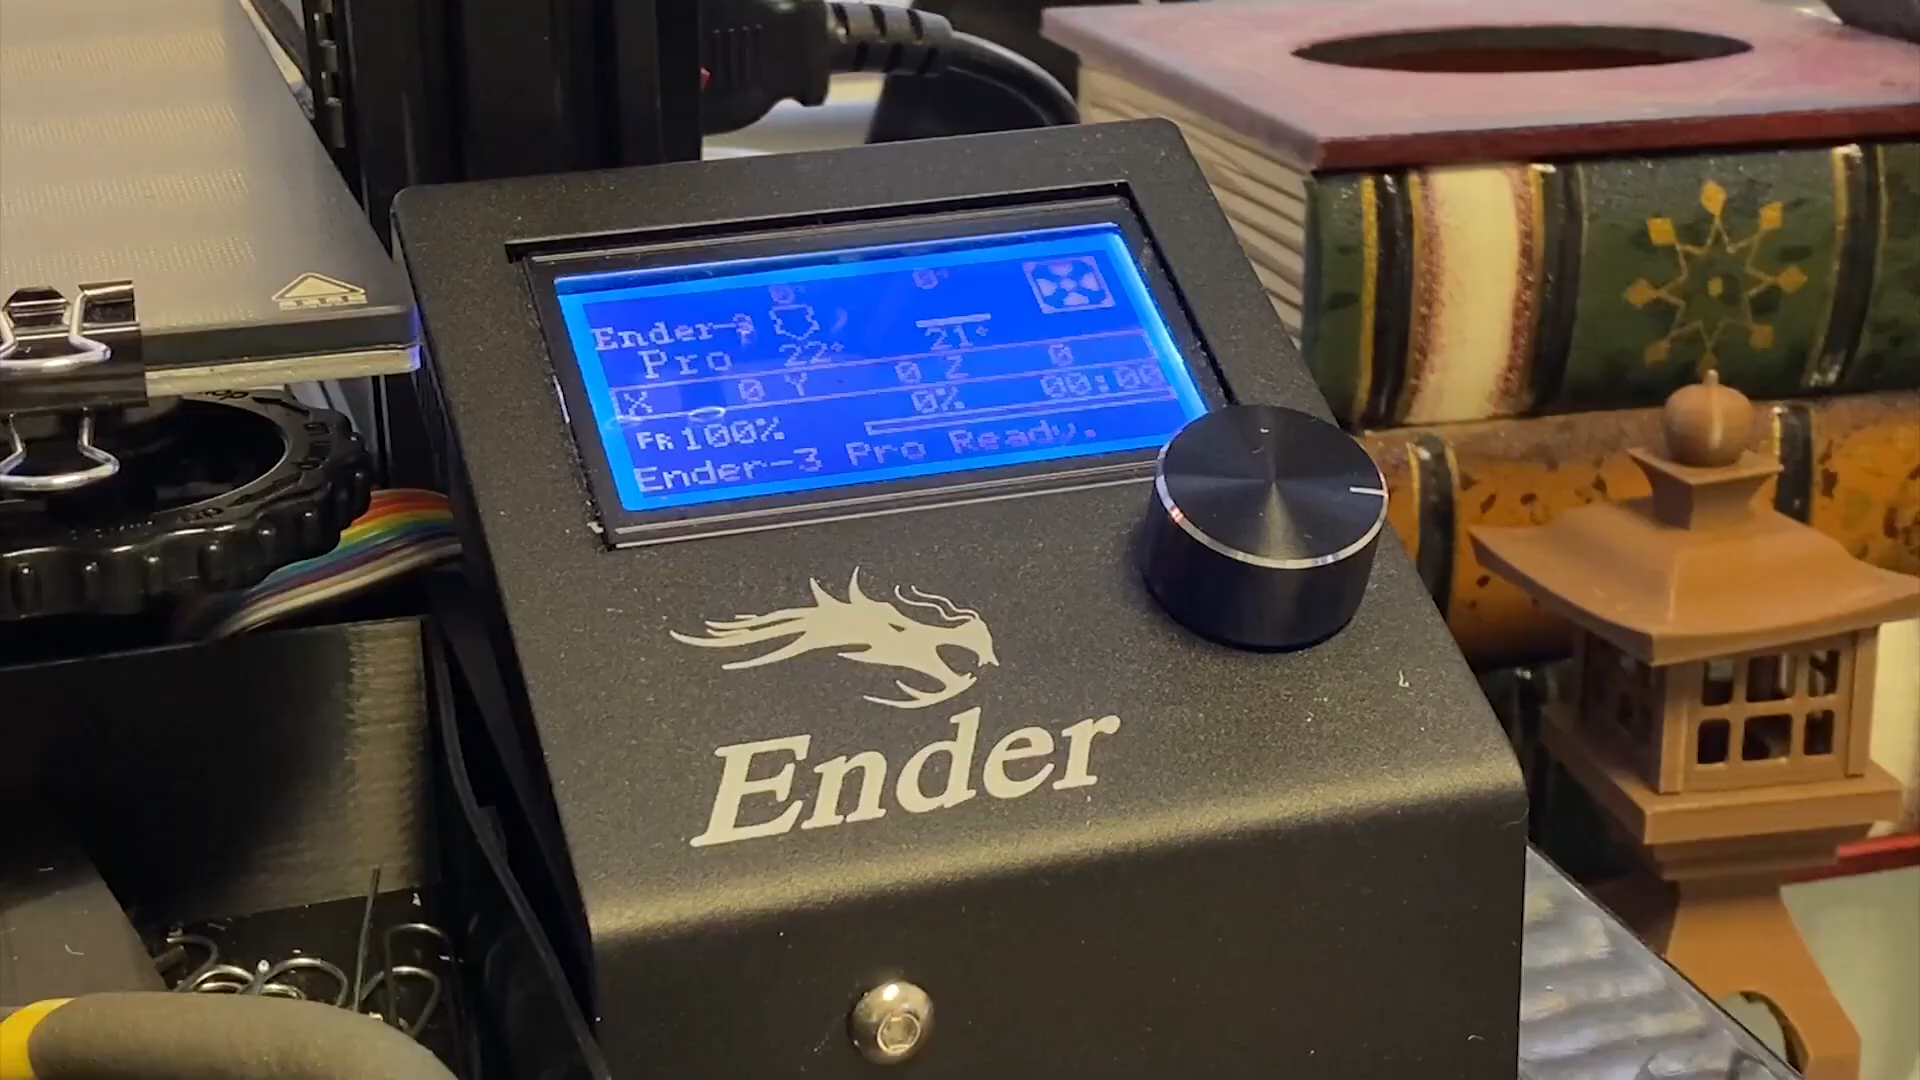 0° 0°
Ender-3
Pro 22° 21°
X 0 Y 0 Z 0
FR 100% 0% 00:00
Ender-3 Pro Ready.
Ender